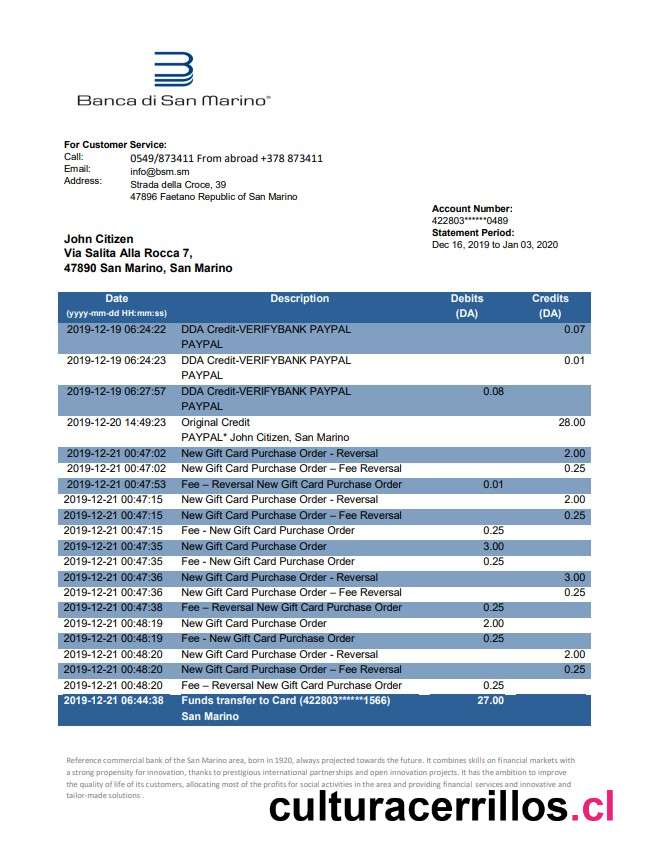 Banca di San Marino®
For Customer Service:
Call: 0549/873411 From abroad +378 873411
Email: info@bsm.sm
Address: Strada della Croce, 39
47896 Faetano Republic of San Marino
Account Number:
422803******0489
Statement Period:
Dec 16, 2019 to Jan 03, 2020
John Citizen
Via Salita Alla Rocca 7,
47890 San Marino, San Marino
Date Description Debits Credits
(yyyy-mm-dd HH:mm:ss) (DA) (DA)
2019-12-19 06:24:22 DDA Credit-VERIFYBANK PAYPAL 0.07
PAYPAL
2019-12-19 06:24:23 DDA Credit-VERIFYBANK PAYPAL 0.01
PAYPAL
2019-12-19 06:27:57 DDA Credit-VERIFYBANK PAYPAL 0.08
PAYPAL
2019-12-20 14:49:23 Original Credit 28.00
PAYPAL* John Citizen, San Marino
2019-12-21 00:47:02 New Gift Card Purchase Order - Reversal 2.00
2019-12-21 00:47:02 New Gift Card Purchase Order – Fee Reversal 0.25
2019-12-21 00:47:53 Fee – Reversal New Gift Card Purchase Order 0.01
2019-12-21 00:47:15 New Gift Card Purchase Order - Reversal 2.00
2019-12-21 00:47:15 New Gift Card Purchase Order – Fee Reversal 0.25
2019-12-21 00:47:15 Fee - New Gift Card Purchase Order 0.25
2019-12-21 00:47:35 New Gift Card Purchase Order 3.00
2019-12-21 00:47:35 Fee - New Gift Card Purchase Order 0.25
2019-12-21 00:47:36 New Gift Card Purchase Order - Reversal 3.00
2019-12-21 00:47:36 New Gift Card Purchase Order – Fee Reversal 0.25
2019-12-21 00:47:38 Fee – Reversal New Gift Card Purchase Order 0.25
2019-12-21 00:48:19 New Gift Card Purchase Order 2.00
2019-12-21 00:48:19 Fee - New Gift Card Purchase Order 0.25
2019-12-21 00:48:20 New Gift Card Purchase Order - Reversal 2.00
2019-12-21 00:48:20 New Gift Card Purchase Order – Fee Reversal 0.25
2019-12-21 00:48:20 Fee – Reversal New Gift Card Purchase Order 0.25
2019-12-21 06:44:38 Funds transfer to Card (422803******1566) 27.00
San Marino
Reference commercial bank of the San Marino area, born in 1920, always projected towards the future. It combines skills on financial markets with
a strong propensity for innovation, thanks to prestigious international partnerships and open innovation projects. It has the ambition to improve
the quality of life of its customers, allocating most of the profits for social activities in the area and providing financial services and innovative and
tailor-made solutions .
culturacerrillos.cl